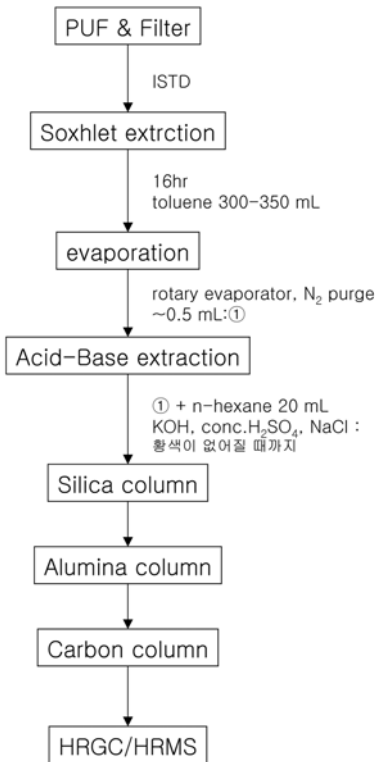 PUF & Filter
ISTD
Soxhlet extrction
16hr
toluene 300-350 mL
evaporation
rotary evaporator, N₂ purge
~0.5 mL:①
Acid-Base extraction
① + n-hexane 20 mL
KOH, conc.H₂SO₄, NaCl :
황색이 없어질 때까지
Silica column
Alumina column
Carbon column
HRGC/HRMS